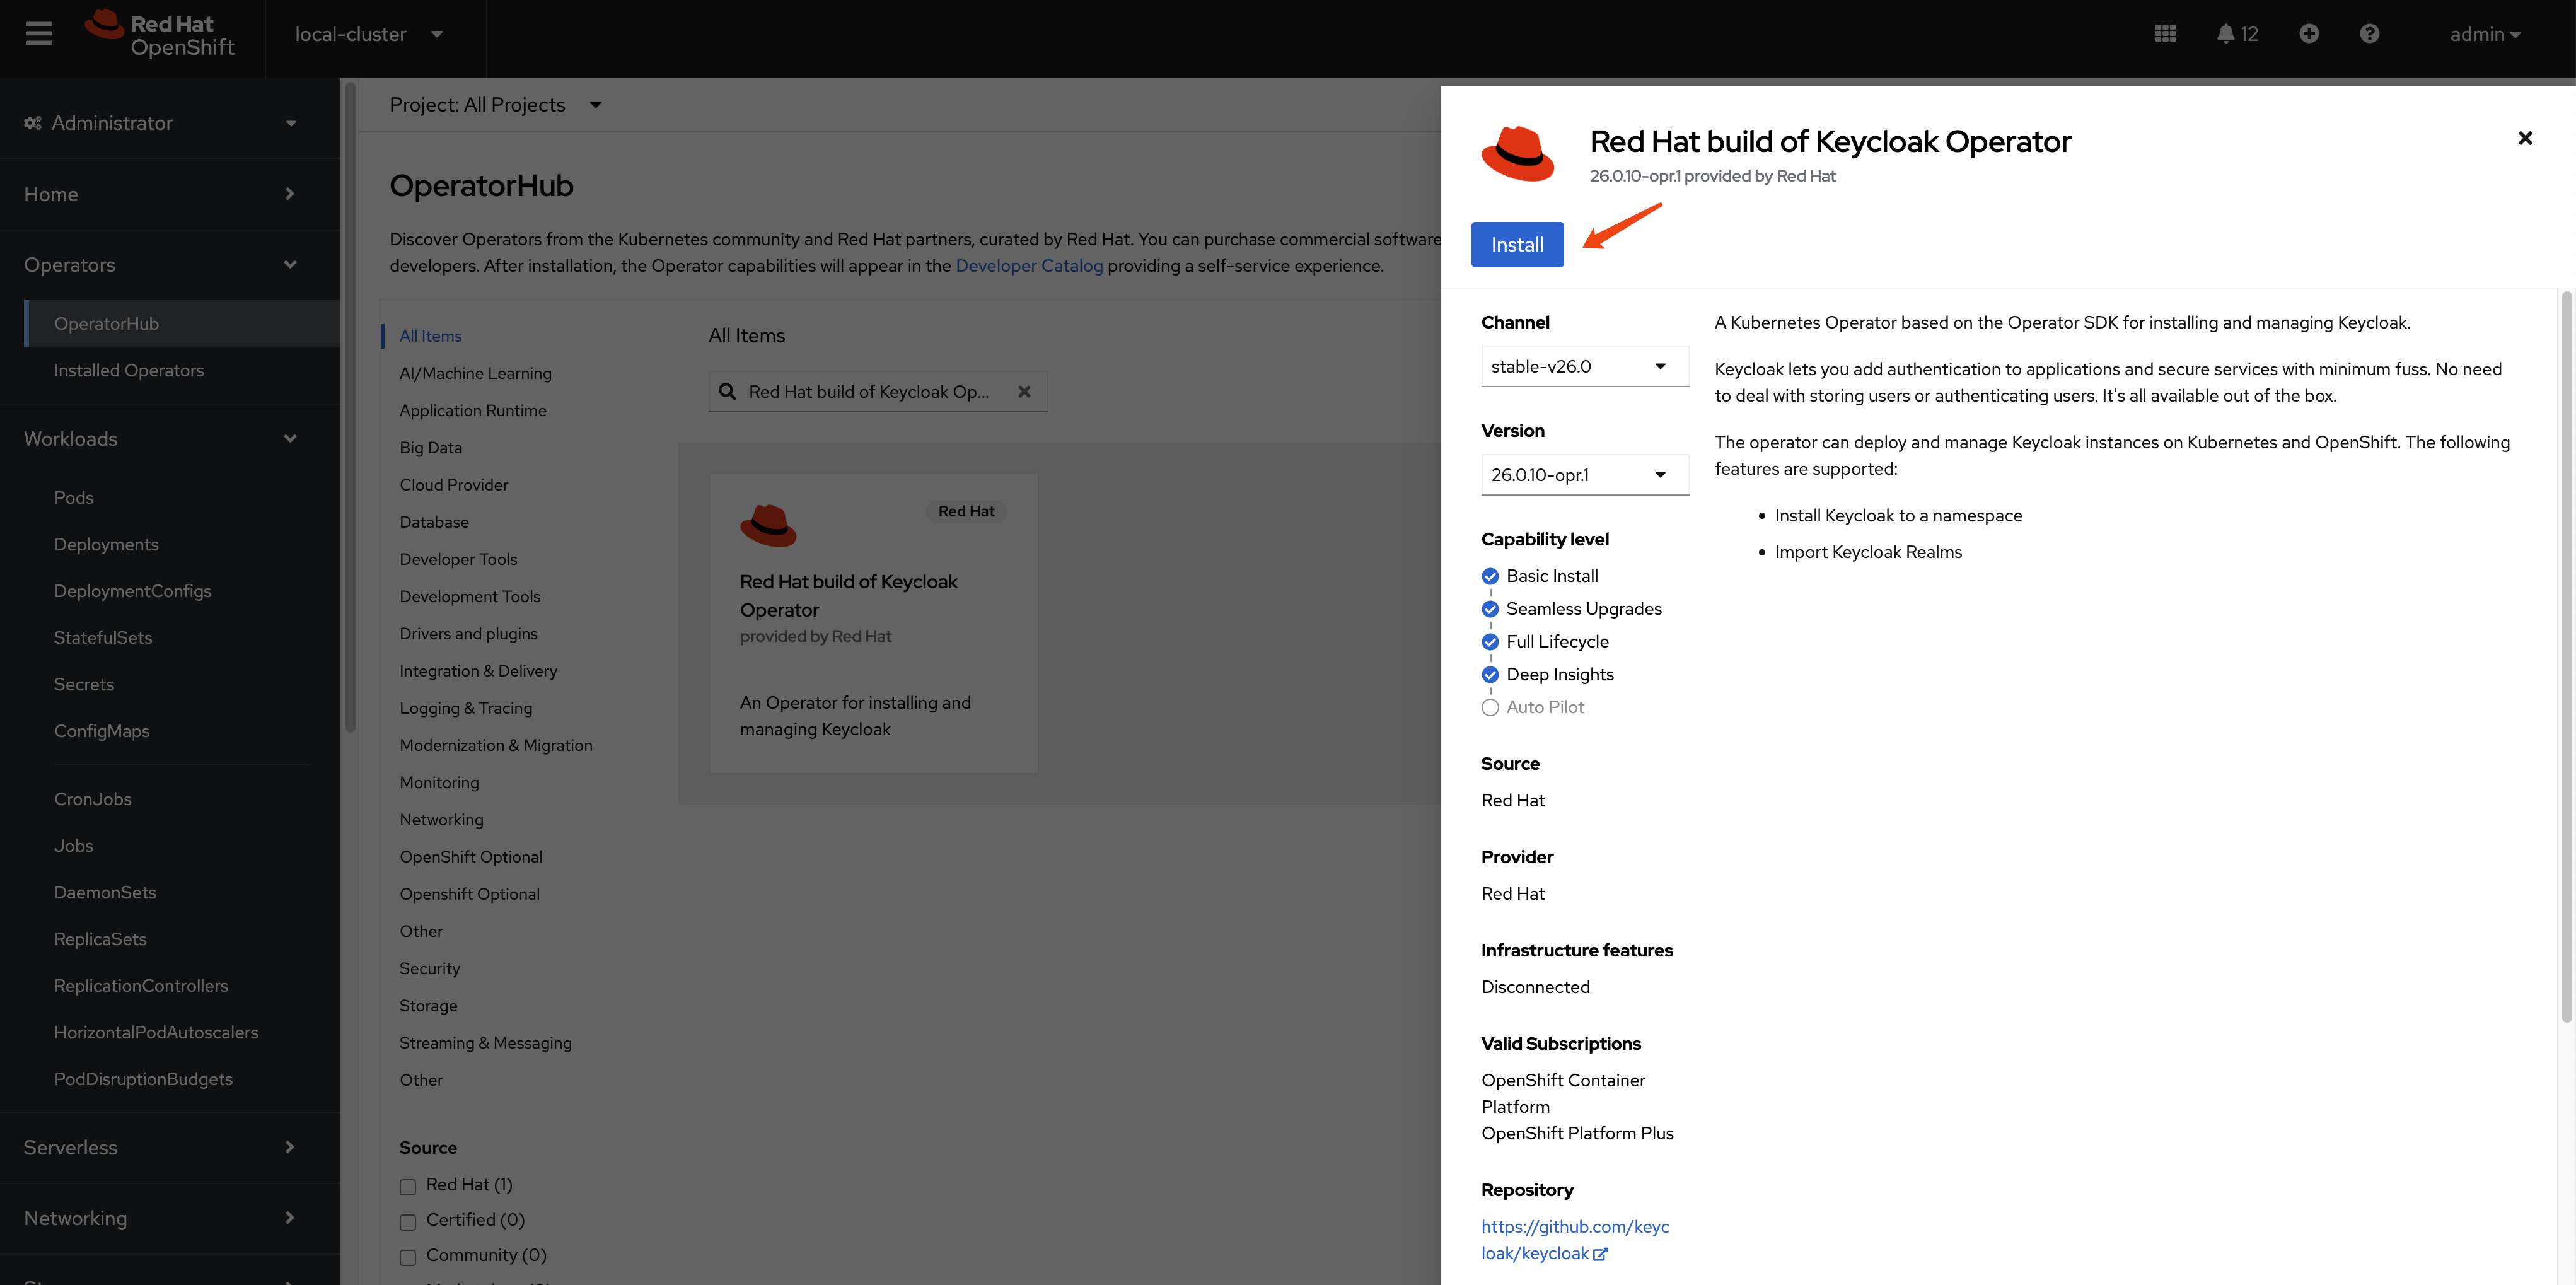 Red Hat
OpenShift
local-cluster
12
admin
Administrator
Home
Operators
OperatorHub
Installed Operators
Workloads
Pods
Deployments
DeploymentConfigs
StatefulSets
Secrets
ConfigMaps
CronJobs
Jobs
DaemonSets
ReplicaSets
ReplicationControllers
HorizontalPodAutoscalers
PodDisruptionBudgets
Serverless
Networking
Project: All Projects
OperatorHub
Discover Operators from the Kubernetes community and Red Hat partners, curated by Red Hat. You can purchase commercial software
developers. After installation, the Operator capabilities will appear in the Developer Catalog providing a self-service experience.
All Items
AI/Machine Learning
Application Runtime
Big Data
Cloud Provider
Database
Developer Tools
Development Tools
Drivers and plugins
Integration & Delivery
Logging & Tracing
Modernization & Migration
Monitoring
Networking
OpenShift Optional
Openshift Optional
Other
Security
Storage
Streaming & Messaging
Other
Source
Red Hat (1)
Certified (0)
Community (0)
All Items
Red Hat build of Keycloak Op...
Red Hat
Red Hat build of Keycloak
Operator
provided by Red Hat
An Operator for installing and
managing Keycloak
Red Hat build of Keycloak Operator
26.0.10-opr.1 provided by Red Hat
Install
Channel
stable-v26.0
Version
26.0.10-opr.1
Capability level
Basic Install
Seamless Upgrades
Full Lifecycle
Deep Insights
Auto Pilot
Source
Red Hat
Provider
Red Hat
Infrastructure features
Disconnected
Valid Subscriptions
OpenShift Container
Platform
OpenShift Platform Plus
Repository
https://github.com/keyc
loak/keycloak
A Kubernetes Operator based on the Operator SDK for installing and managing Keycloak.
Keycloak lets you add authentication to applications and secure services with minimum fuss. No need
to deal with storing users or authenticating users. It's all available out of the box.
The operator can deploy and manage Keycloak instances on Kubernetes and OpenShift. The following
features are supported:
• Install Keycloak to a namespace
• Import Keycloak Realms